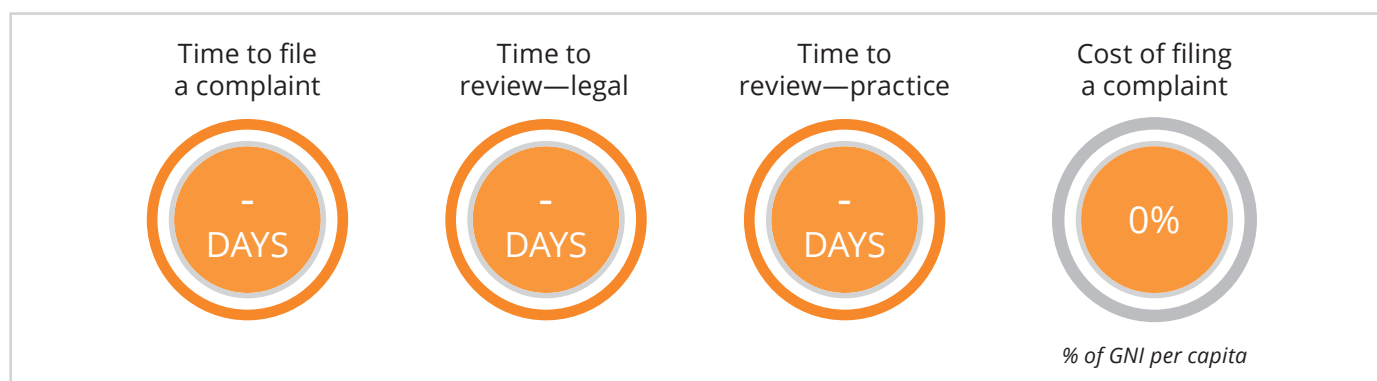 Time to file
a complaint
-
DAYS
Time to
review—legal
-
DAYS
Time to
review—practice
-
DAYS
Cost of filing
a complaint
0%
% of GNI per capita